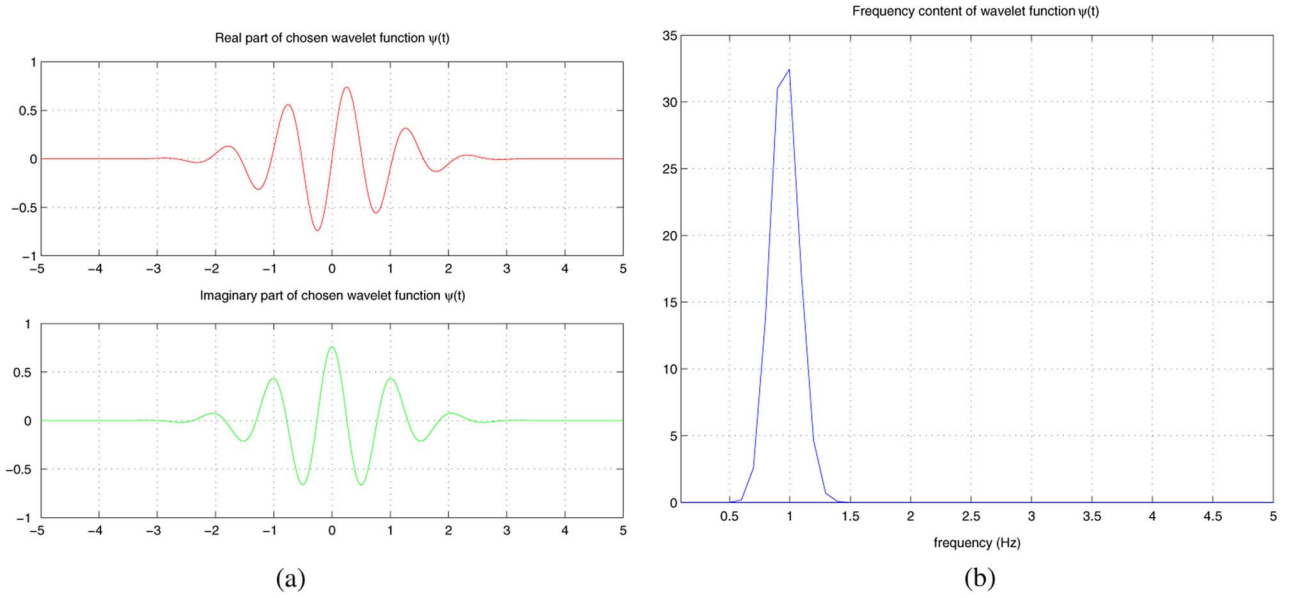 Real part of chosen wavelet function ψ(t)
1
0.5
0
−0.5
−1
−5 −4 −3 −2 −1 0 1 2 3 4 5
Imaginary part of chosen wavelet function ψ(t)
1
0.5
0
−0.5
−1
−5 −4 −3 −2 −1 0 1 2 3 4 5
(a)
Frequency content of wavelet function ψ(t)
35
30
25
20
15
10
5
0
0.5 1 1.5 2 2.5 3 3.5 4 4.5 5
frequency (Hz)
(b)